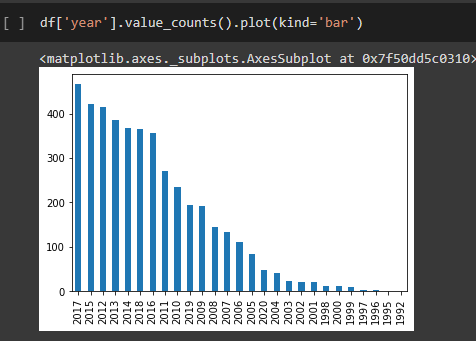 [ ] df['year'].value_counts().plot(kind='bar')
<matplotlib.axes._subplots.AxesSubplot at 0x7f50dd5c0310>
400
300
200
100
0
2017 2015 2012 2013 2014 2018 2016 2011 2010 2019 2009 2008 2007 2006 2005 2020 2004 2003 2002 2001 1998 2000 1999 1997 1996 1995 1992